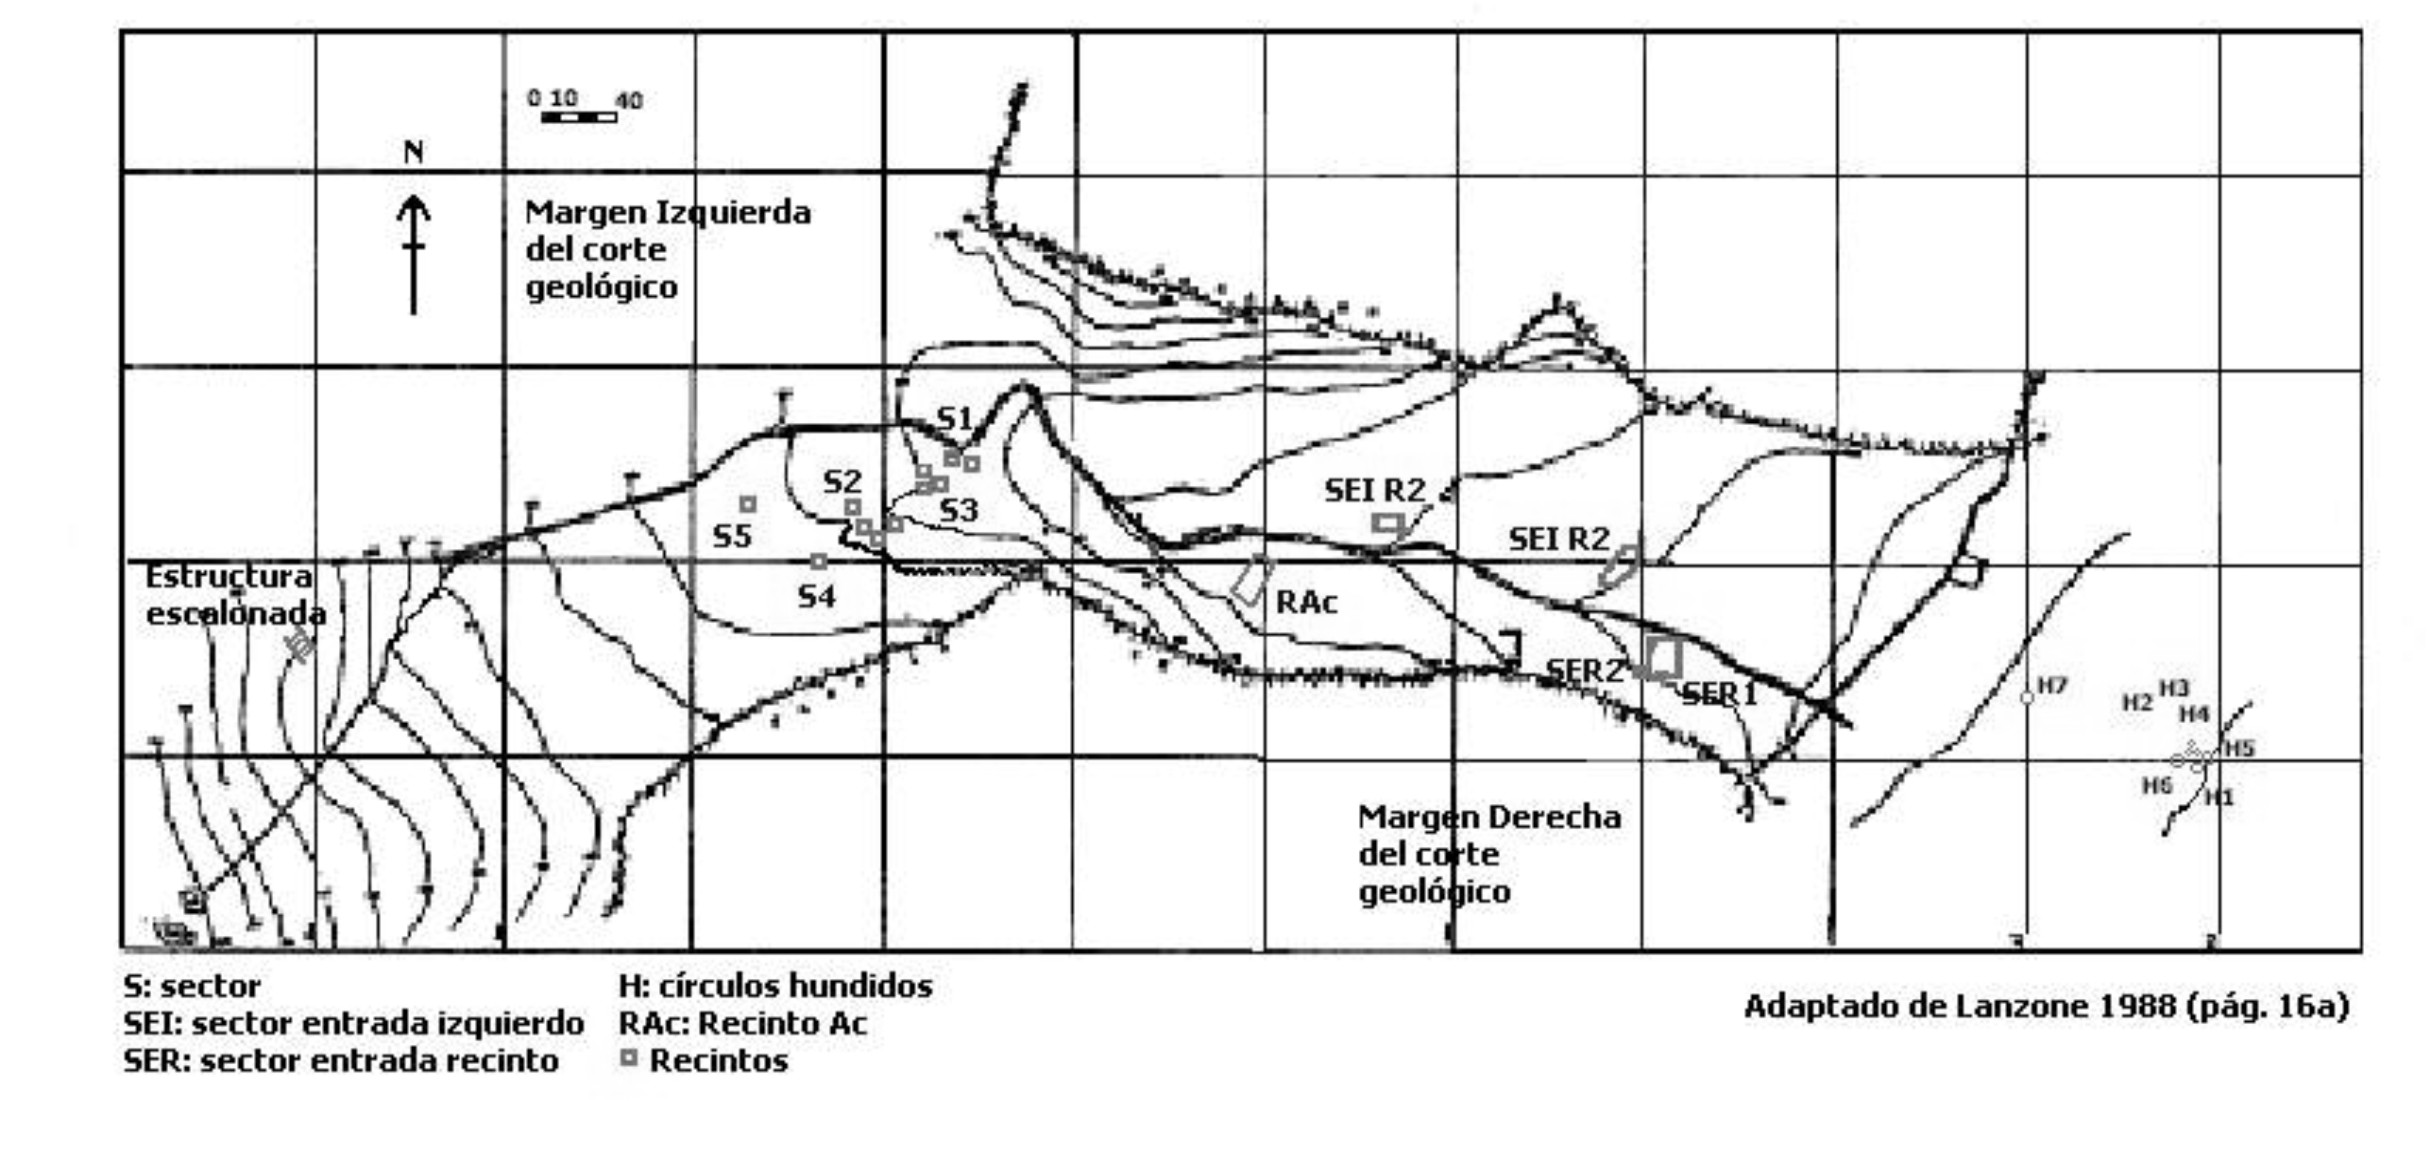 0 10 40
N
Margen Izquierda
del corte
geológico
S1
S2
S3
S5
S4
SEI R2
SEI R2
Estructura
escalonada
RAc
SER2
SER1
H7
H3
H2
H4
H5
H6
H1
Margen Derecha
del corte
geológico
S: sector
SEI: sector entrada izquierdo
SER: sector entrada recinto
H: círculos hundidos
RAc: Recinto Ac
Recintos
Adaptado de Lanzone 1988 (pág. 16a)